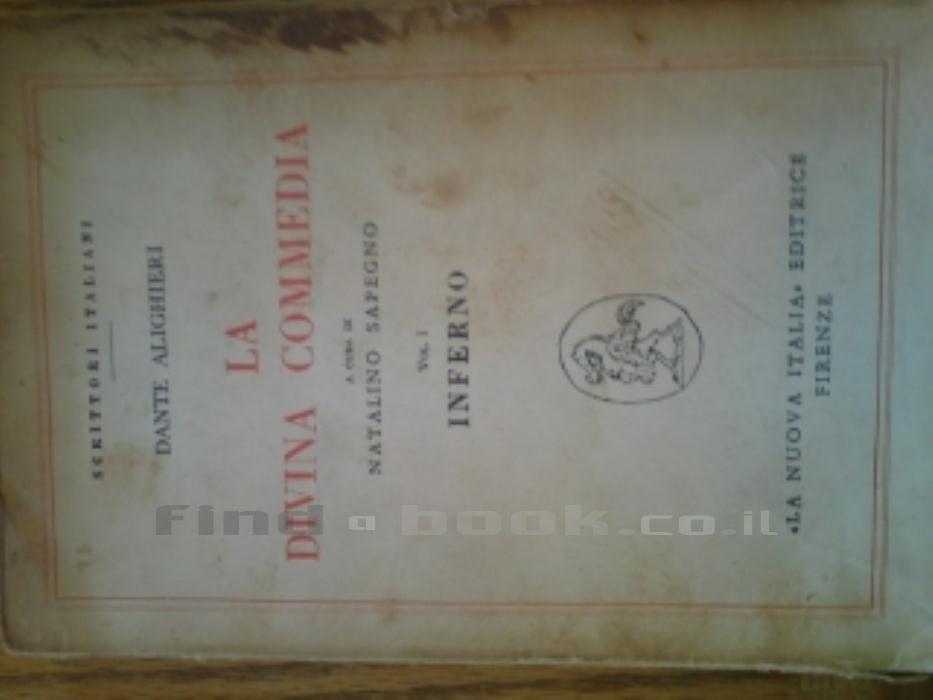 SCRITTORI ITALIANI
DANTE ALIGHIERI
LA
DIVINA COMMEDIA
A CURA DI
NATALINO SAPEGNO
VOL. I
INFERNO
«LA NUOVA ITALIA» EDITRICE
FIRENZE
find a book.co.il